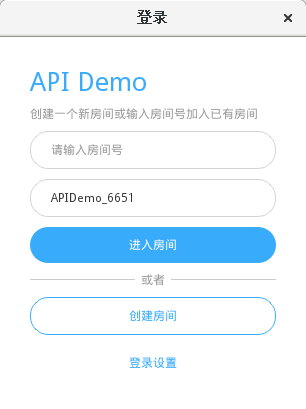 登录
API Demo
创建一个新房间或输入房间号加入已有房间
请输入房间号
APIDemo_6651
进入房间
或者
创建房间
登录设置